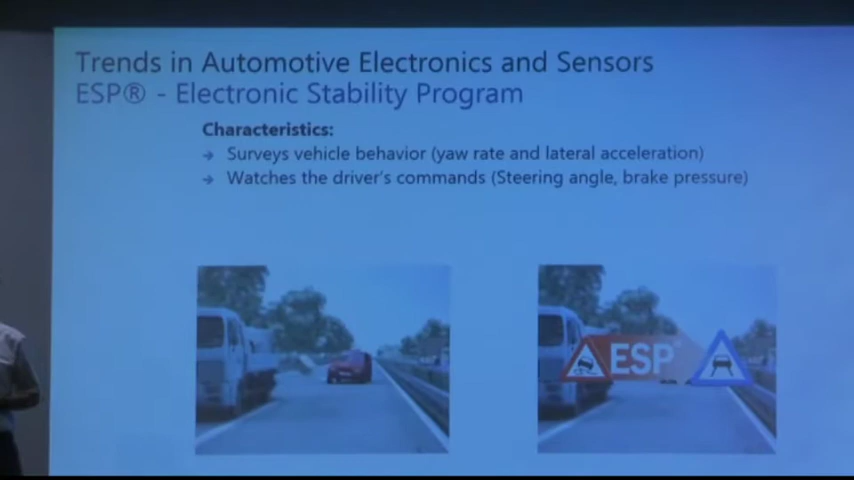 Trends in Automotive Electronics and Sensors
ESP® - Electronic Stability Program
Characteristics:
→ Surveys vehicle behavior (yaw rate and lateral acceleration)
→ Watches the driver's commands (Steering angle, brake pressure)
ESP®